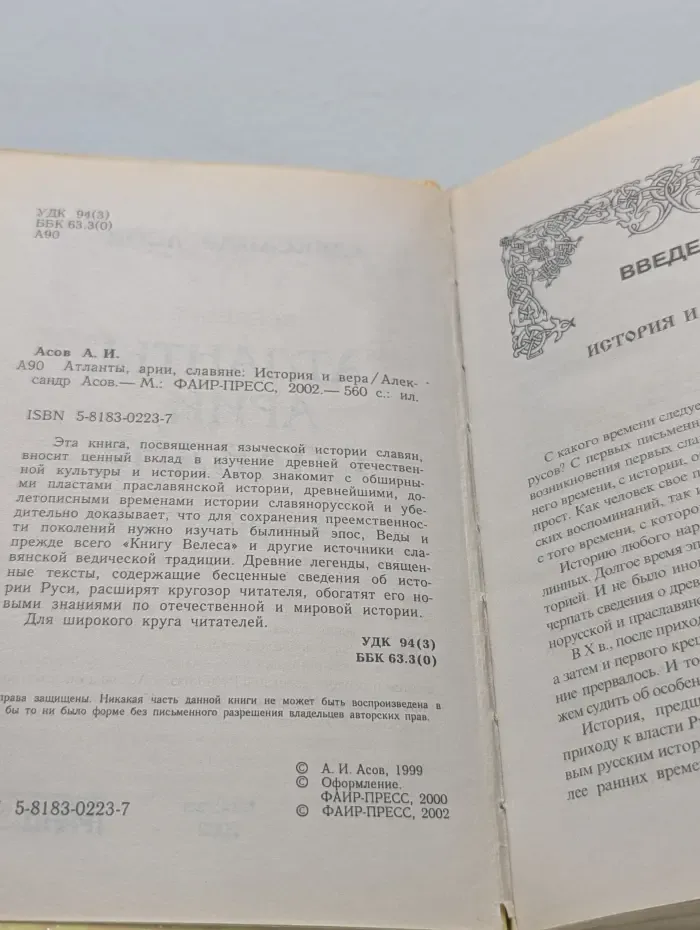 УДК 94(3)
ББК 63.3(0)
А90
Асов А. И.
А90 Атланты, арии, славяне: История и вера/Алек-
сандр Асов.— М.: ФАИР-ПРЕСС, 2002.— 560 с.: ил.
ISBN 5-8183-0223-7
Эта книга, посвященная языческой истории славян,
вносит ценный вклад в изучение древней отечествен-
ной культуры и истории. Автор знакомит с обширны-
ми пластами праславянской истории, древнейшими, до-
летописными временами истории славянорусской и убе-
дительно доказывает, что для сохранения преемственнос-
ти поколений нужно изучать былинный эпос, Веды и
прежде всего «Книгу Велеса» и другие источники сла-
вянской ведической традиции. Древние легенды, священ-
ные тексты, содержащие бесценные сведения об исто-
рии Руси, расширят кругозор читателя, обогатят его но-
выми знаниями по отечественной и мировой истории.
Для широкого круга читателей.
УДК 94(3)
ББК 63.3(0)
права защищены. Никакая часть данной книги не может быть воспроизведена в
бы то ни было форме без письменного разрешения владельцев авторских прав.
© А. И. Асов, 1999
© Оформление.
ФАИР-ПРЕСС, 2000
5-8183-0223-7 © ФАИР-ПРЕСС, 2002
ВВЕДЕ
ИСТОРИЯ И
С какого времени следуе
русов? С первых письменн
возникновения первых сла
него времени, с истории, о
прост. Как человек свое п
ских воспоминаний, так и
с того времени, с которо
Историю любого нар
линных. Долгое время эп
торией. И не было ино
черпать сведения о древ
норусской и праславяно
В X в., после приход
а затем и первого крещ
ние прервалось. И то
жем судить об особен
История, предш
приходу к власти Р
вым русским истор
лее ранних време